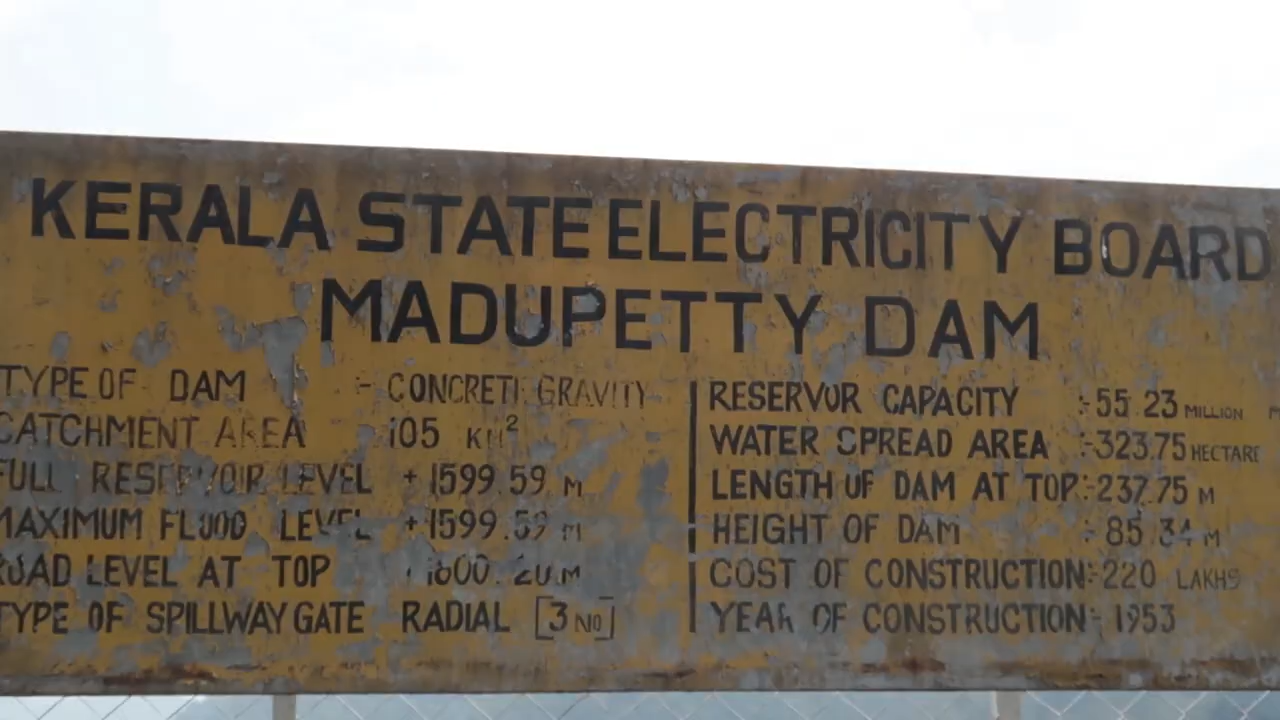 KERALA STATE ELECTRICITY BOARD
MADUPETTY DAM
TYPE OF DAM :- CONCRETE GRAVITY
CATCHMENT AREA 105 KM²
FULL RESERVOIR LEVEL + 1599.59 M
MAXIMUM FLOOD LEVEL + 1599.59 M
ROAD LEVEL AT TOP 1600.20 M
TYPE OF SPILLWAY GATE RADIAL [3 NO]
RESERVOIR CAPACITY :- 55.23 MILLION
WATER SPREAD AREA :- 323.75 HECTARE
LENGTH OF DAM AT TOP :- 237.75 M
HEIGHT OF DAM :- 85.34 M
COST OF CONSTRUCTION :- 220 LAKHS
YEAR OF CONSTRUCTION :- 1953